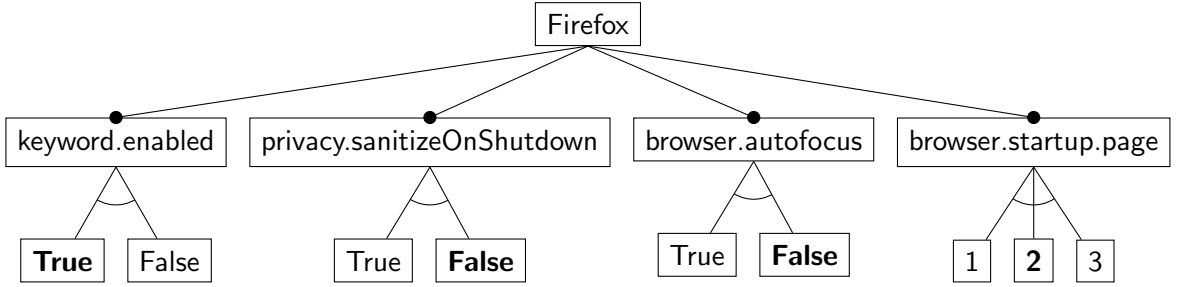 Firefox
keyword.enabled privacy.sanitizeOnShutdown browser.autofocus browser.startup.page
True False True False True False 1 2 3